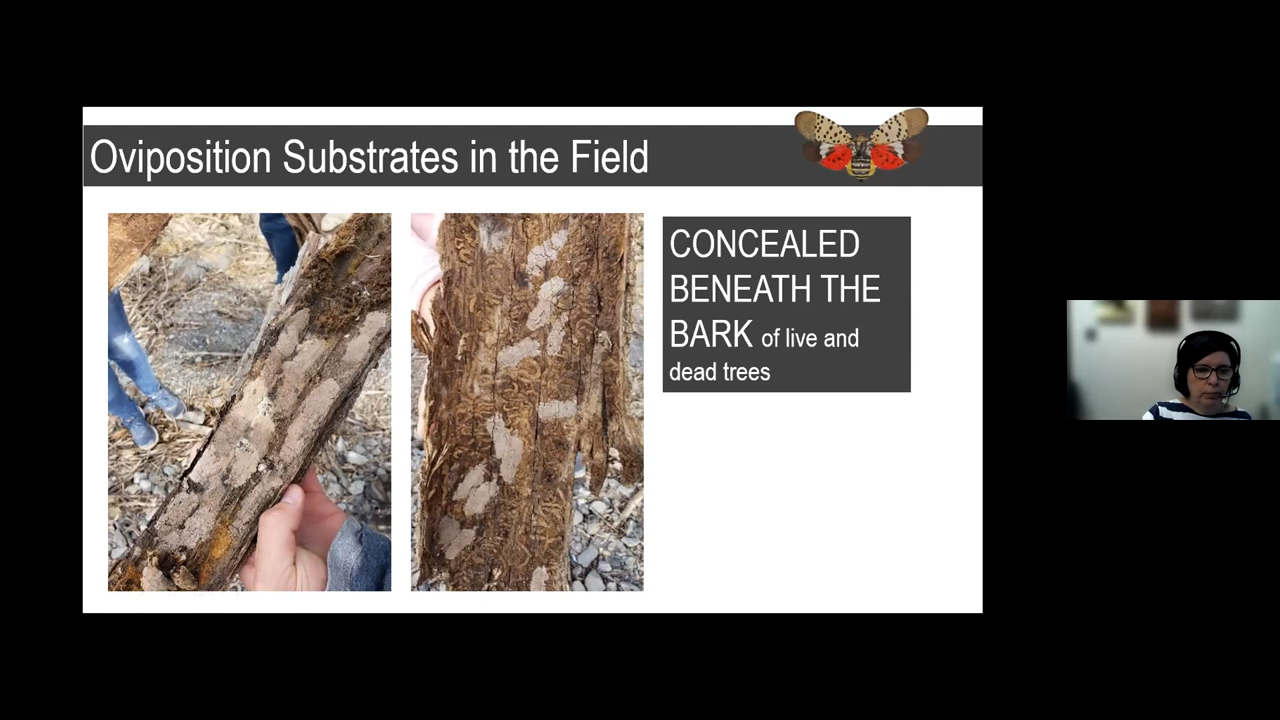 Oviposition Substrates in the Field
CONCEALED
BENEATH THE
BARK of live and
dead trees